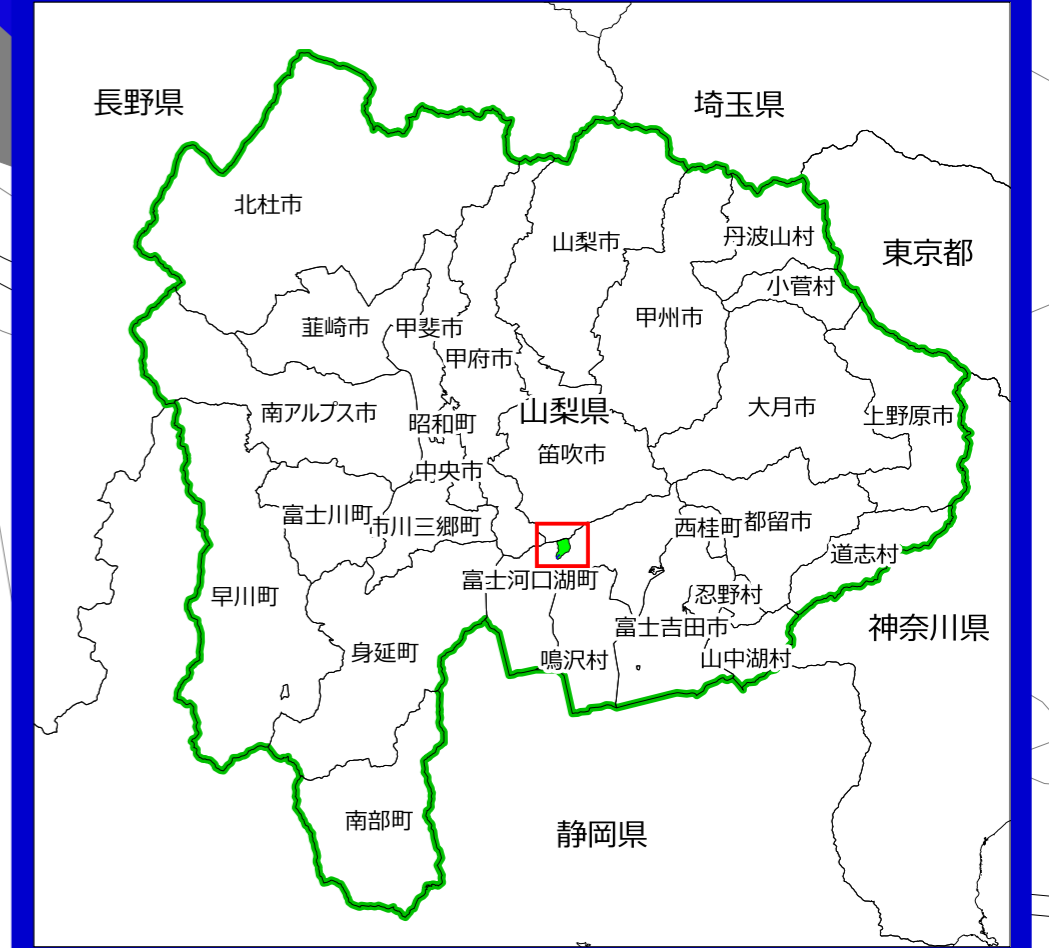 長野県
埼玉県
北杜市
山梨市
丹波山村
東京都
小菅村
韮崎市
甲斐市
甲州市
甲府市
南アルプス市
昭和町
山梨県
大月市
上野原市
笛吹市
中央市
富士川町
市川三郷町
西桂町
都留市
道志村
富士河口湖町
早川町
忍野村
富士吉田市
神奈川県
身延町
鳴沢村
山中湖村
南部町
静岡県